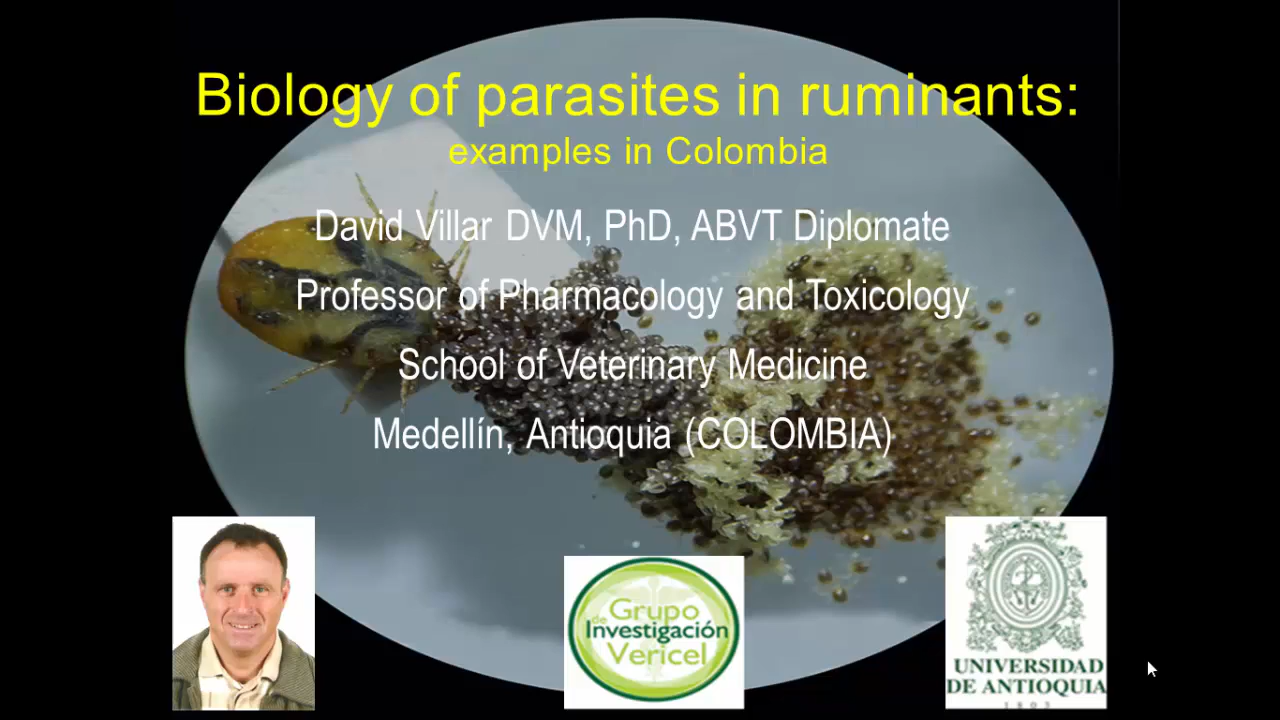 Biology of parasites in ruminants:
examples in Colombia
David Villar DVM, PhD, ABVT Diplomate
Professor of Pharmacology and Toxicology
School of Veterinary Medicine
Medellín, Antioquia (COLOMBIA)
Grupo
de Investigación
Vericel
UNIVERSIDAD
DE ANTIOQUIA
1803